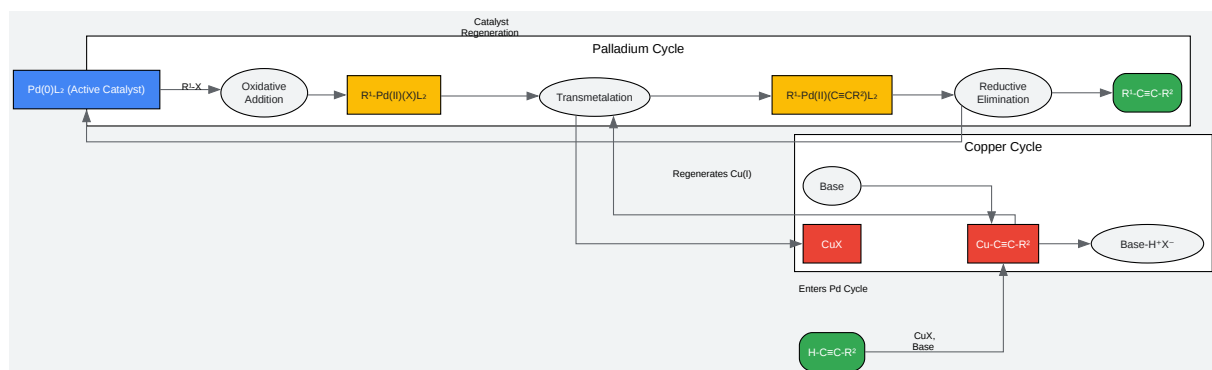 Catalyst
Regeneration
Palladium Cycle
Pd(0)L₂ (Active Catalyst)
R¹-X
Oxidative
Addition
R¹-Pd(II)(X)L₂
Transmetalation
R¹-Pd(II)(C≡CR²)L₂
Reductive
Elimination
R¹-C≡C-R²
Copper Cycle
Regenerates Cu(I)
Base
CuX
Cu-C≡C-R²
Base-H⁺X⁻
Enters Pd Cycle
CuX,
Base
H-C≡C-R²